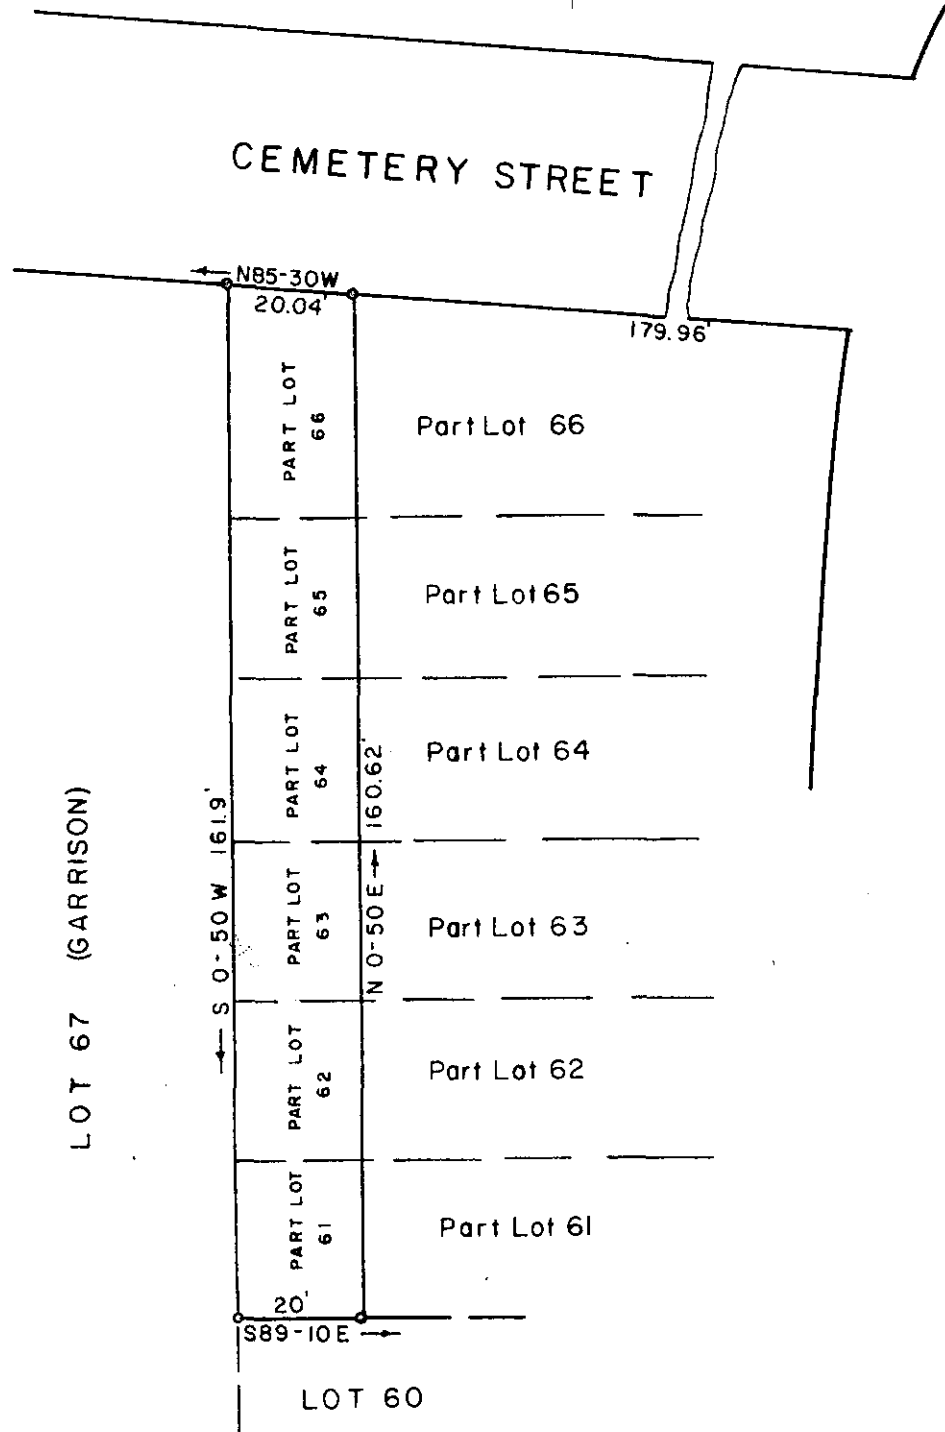 CEMETERY STREET
N85-30W
20.04'
179.96'
PART LOT
66
Part Lot 66
PART LOT
65
Part Lot 65
PART LOT
64
Part Lot 64
S 0-50 W 161.9'
N 0-50 E 160.62'
LOT 67 (GARRISON)
PART LOT
63
Part Lot 63
PART LOT
62
Part Lot 62
PART LOT
61
Part Lot 61
20'
S89-10E
LOT 60